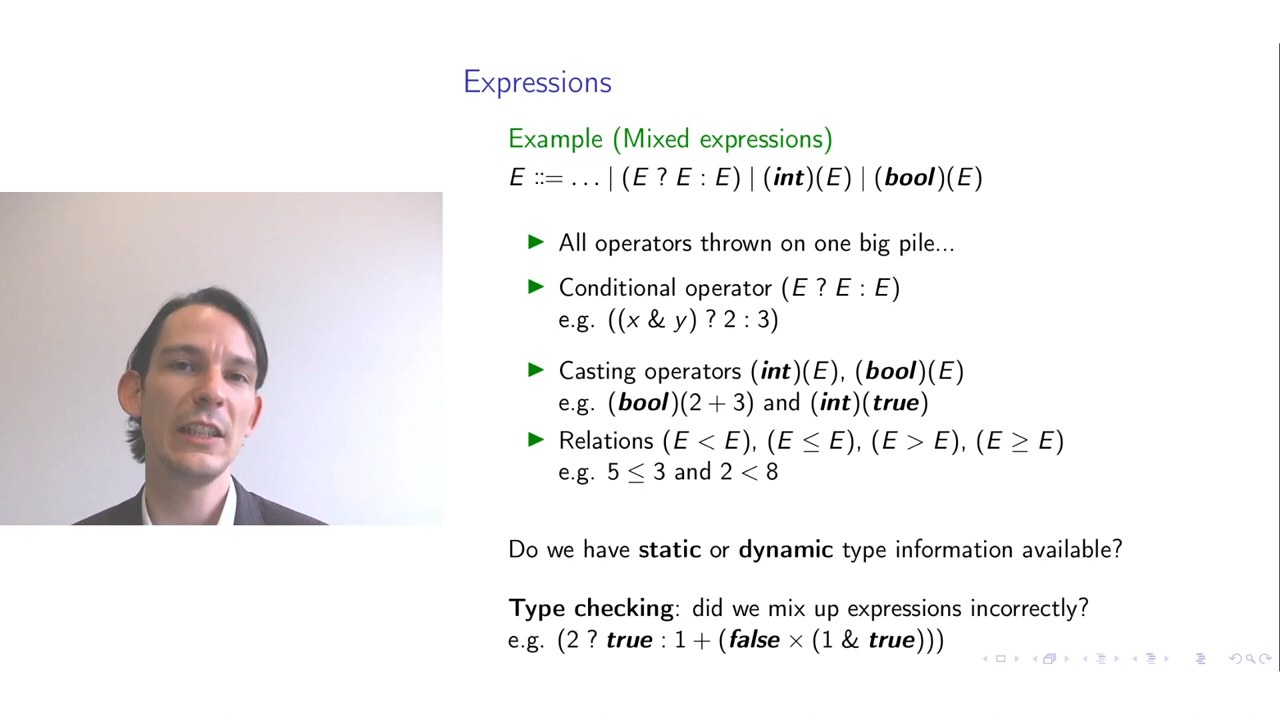 Expressions
Example (Mixed expressions)
E ::= ... | (E ? E : E) | (int)(E) | (bool)(E)
▶ All operators thrown on one big pile...
▶ Conditional operator (E ? E : E)
e.g. ((x & y) ? 2 : 3)
▶ Casting operators (int)(E), (bool)(E)
e.g. (bool)(2 + 3) and (int)(true)
▶ Relations (E < E), (E ≤ E), (E > E), (E ≥ E)
e.g. 5 ≤ 3 and 2 < 8
Do we have static or dynamic type information available?
Type checking: did we mix up expressions incorrectly?
e.g. (2 ? true : 1 + (false × (1 & true)))